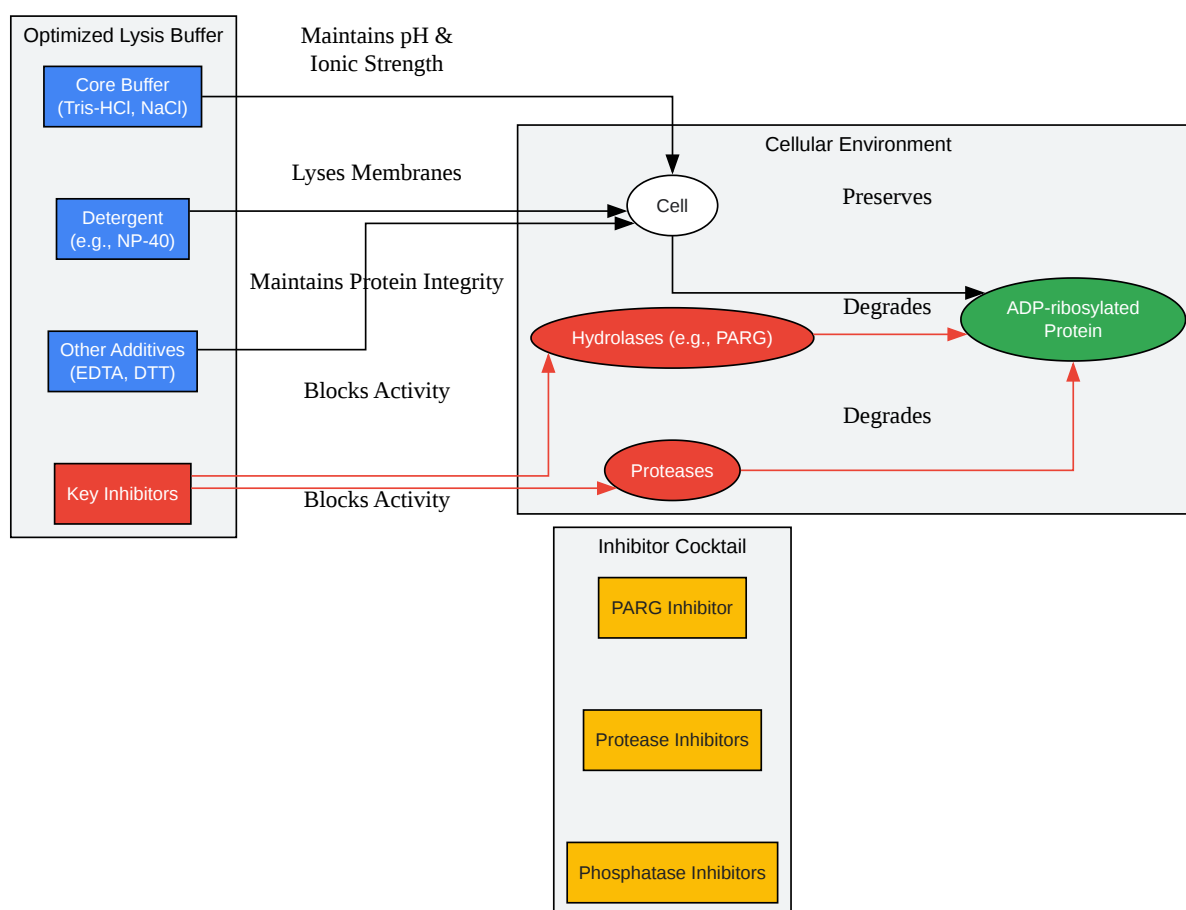 Optimized Lysis Buffer
Core Buffer
(Tris-HCl, NaCl)
Detergent
(e.g., NP-40)
Other Additives
(EDTA, DTT)
Key Inhibitors
Maintains pH &
Ionic Strength
Lyses Membranes
Maintains Protein Integrity
Blocks Activity
Blocks Activity
Cellular Environment
Cell
Preserves
Hydrolases (e.g., PARG)
Degrades
ADP-ribosylated
Protein
Degrades
Proteases
Inhibitor Cocktail
PARG Inhibitor
Protease Inhibitors
Phosphatase Inhibitors